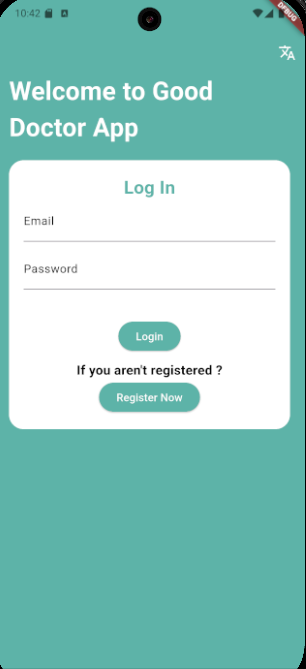 10:42
DEBUG
Welcome to Good
Doctor App
Log In
Email
Password
Login
If you aren't registered ?
Register Now